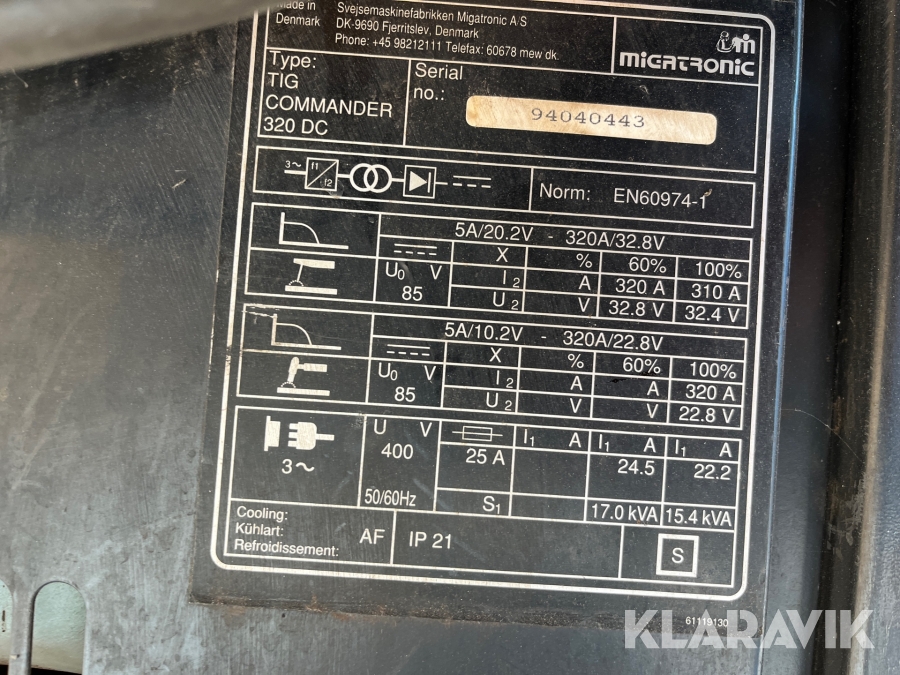 Made in
Denmark
Svejsemaskinefabrikken Migatronic A/S
DK-9690 Fjerritslev, Denmark
Phone: +45 98212111 Telefax: 60678 mew dk.
MIGATRONIC
Type:
TIG
COMMANDER
320 DC
Serial
no.:
94040443
3~ f1 f2
Norm: EN60974-1
5A/20.2V - 320A/32.8V
X % 60% 100%
U0 V I2 A 320 A 310 A
85 U2 V 32.8 V 32.4 V
5A/10.2V - 320A/22.8V
X % 60% 100%
U0 V I2 A A 320 A
85 U2 V V 22.8 V
3~
U V
400
50/60Hz
25 A
I1 A I1 A I1 A
24.5 22.2
S1 17.0 kVA 15.4 kVA
Cooling:
Kühlart:
Refroidissement:
AF
IP 21
S
61119130
KLARAVIK